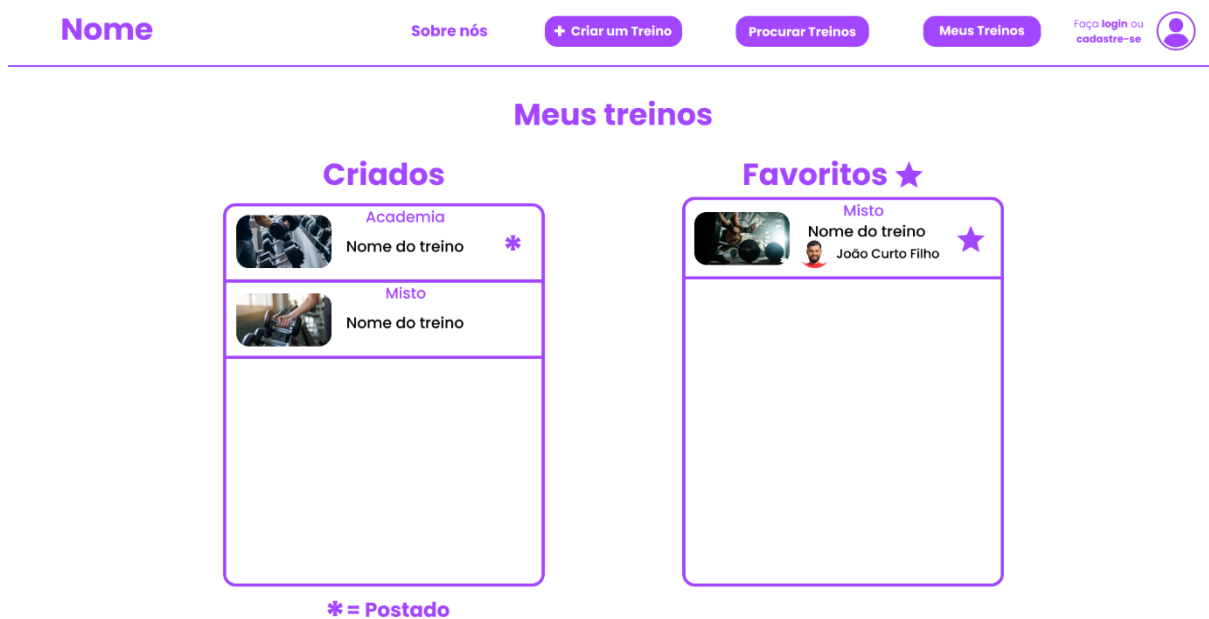 Nome
Sobre nós
+ Criar um Treino
Procurar Treinos
Meus Treinos
Faça login ou
cadastre-se
Meus treinos
Criados
Academia
Nome do treino
*
Misto
Nome do treino
* = Postado
Favoritos ★
Misto
Nome do treino
João Curto Filho